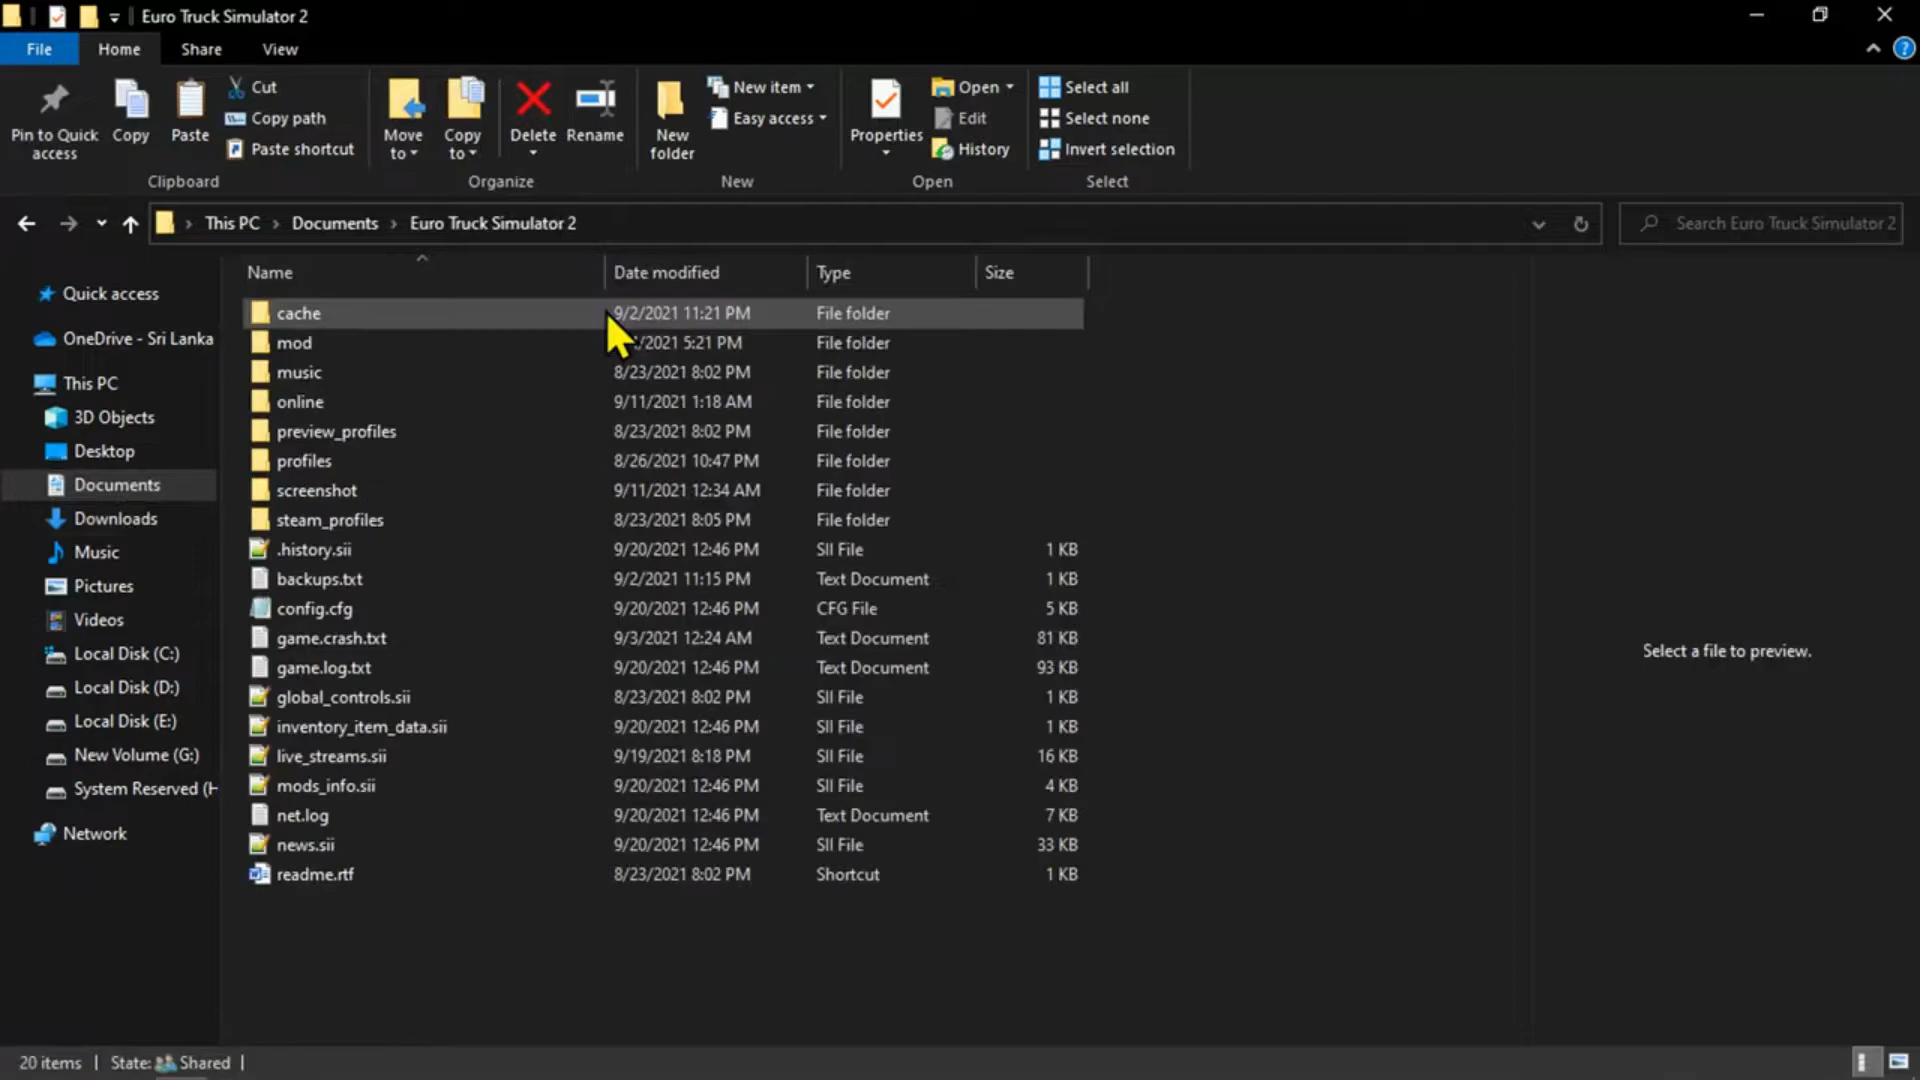 Euro Truck Simulator 2
File Home Share View
Pin to Quick access
Copy
Paste
Cut
Copy path
Paste shortcut
Clipboard
Move to
Copy to
Delete
Rename
Organize
New folder
New item
Easy access
New
Properties
Open
Edit
History
Open
Select all
Select none
Invert selection
Select
This PC › Documents › Euro Truck Simulator 2
Search Euro Truck Simulator 2
Quick access
OneDrive - Sri Lanka
This PC
3D Objects
Desktop
Documents
Downloads
Music
Pictures
Videos
Local Disk (C:)
Local Disk (D:)
Local Disk (E:)
New Volume (G:)
System Reserved (H
Network
Name Date modified Type Size
cache 9/2/2021 11:21 PM File folder
mod /2021 5:21 PM File folder
music 8/23/2021 8:02 PM File folder
online 9/11/2021 1:18 AM File folder
preview_profiles 8/23/2021 8:02 PM File folder
profiles 8/26/2021 10:47 PM File folder
screenshot 9/11/2021 12:34 AM File folder
steam_profiles 8/23/2021 8:05 PM File folder
.history.sii 9/20/2021 12:46 PM SII File 1 KB
backups.txt 9/2/2021 11:15 PM Text Document 1 KB
config.cfg 9/20/2021 12:46 PM CFG File 5 KB
game.crash.txt 9/3/2021 12:24 AM Text Document 81 KB
game.log.txt 9/20/2021 12:46 PM Text Document 93 KB
global_controls.sii 8/23/2021 8:02 PM SII File 1 KB
inventory_item_data.sii 9/20/2021 12:46 PM SII File 1 KB
live_streams.sii 9/19/2021 8:18 PM SII File 16 KB
mods_info.sii 9/20/2021 12:46 PM SII File 4 KB
net.log 9/20/2021 12:46 PM Text Document 7 KB
news.sii 9/20/2021 12:46 PM SII File 33 KB
readme.rtf 8/23/2021 8:02 PM Shortcut 1 KB
Select a file to preview.
20 items State: Shared